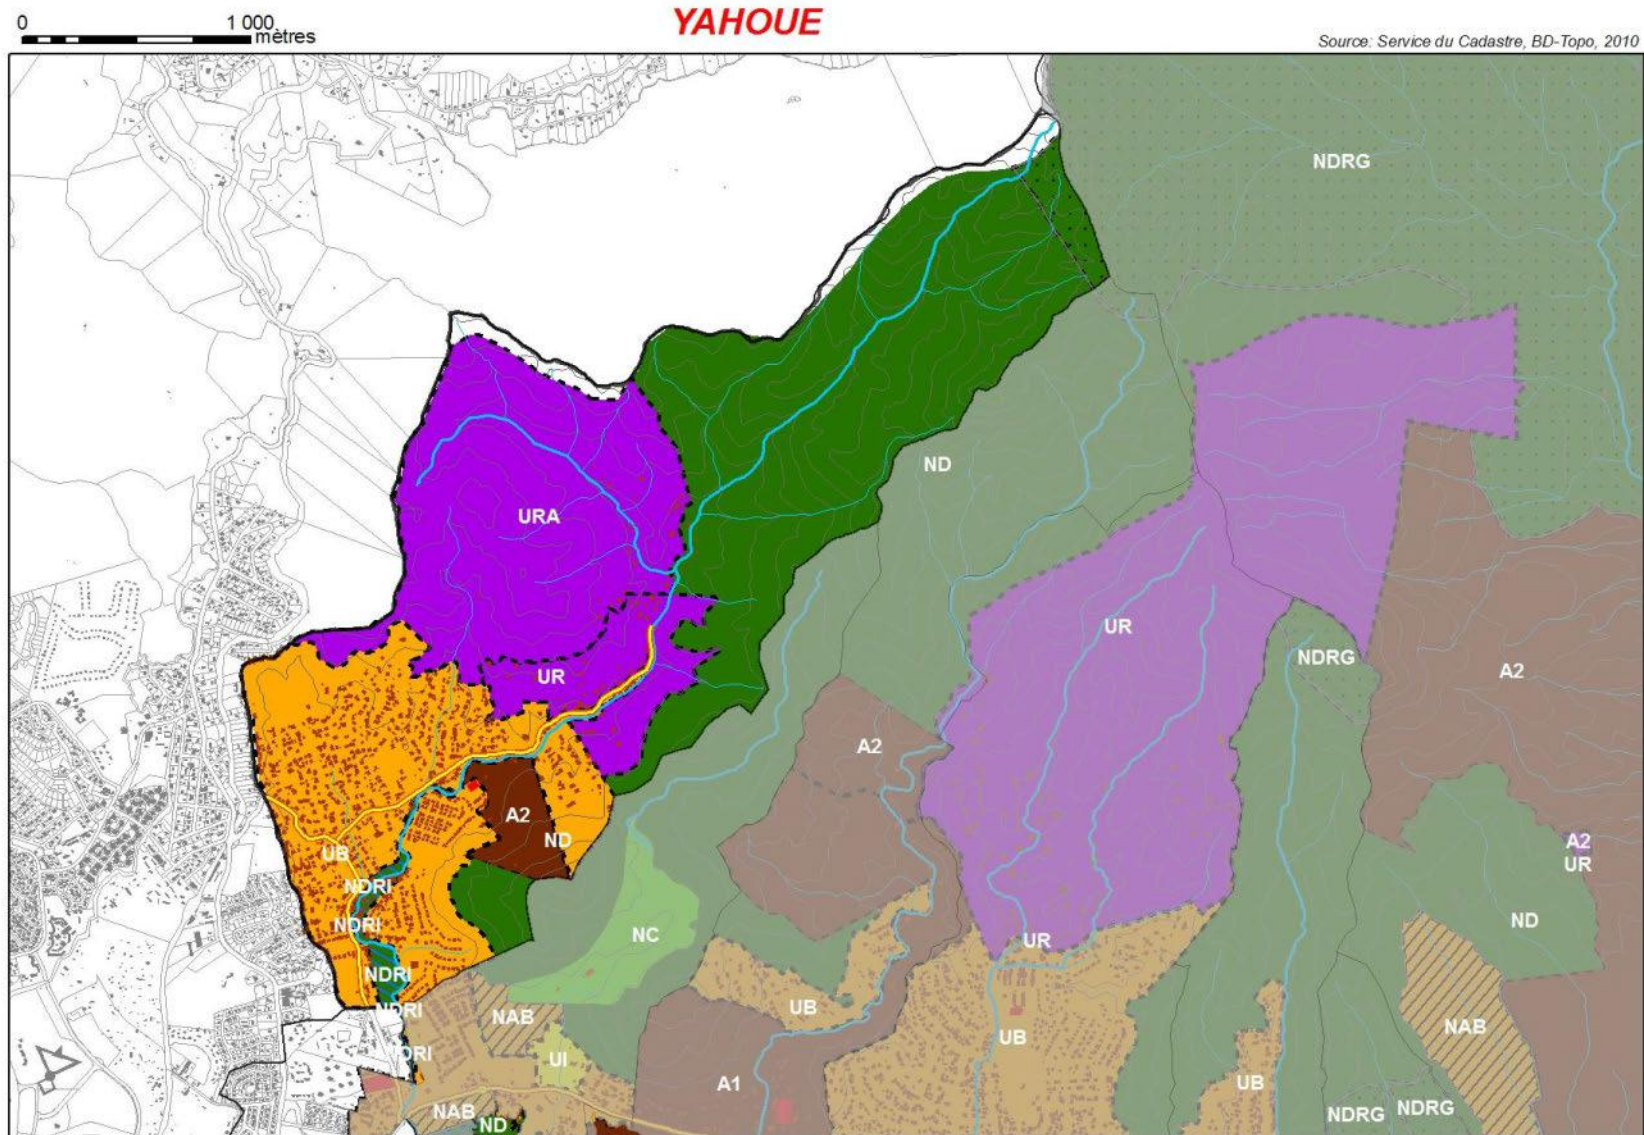 YAHOUE
0 1 000
mètres
Source: Service du Cadastre, BD-Topo, 2010
NDRG
ND
URA
UR
NDRG
UR
A2
A2
A2
ND
A2
UR
UB
NDRI
NDRI
ND
NC
UR
NDRI
NDRI
NAB
UB
UB
NAB
DRI
UI
A1
UB
NAB
NDRG
NDRG
ND